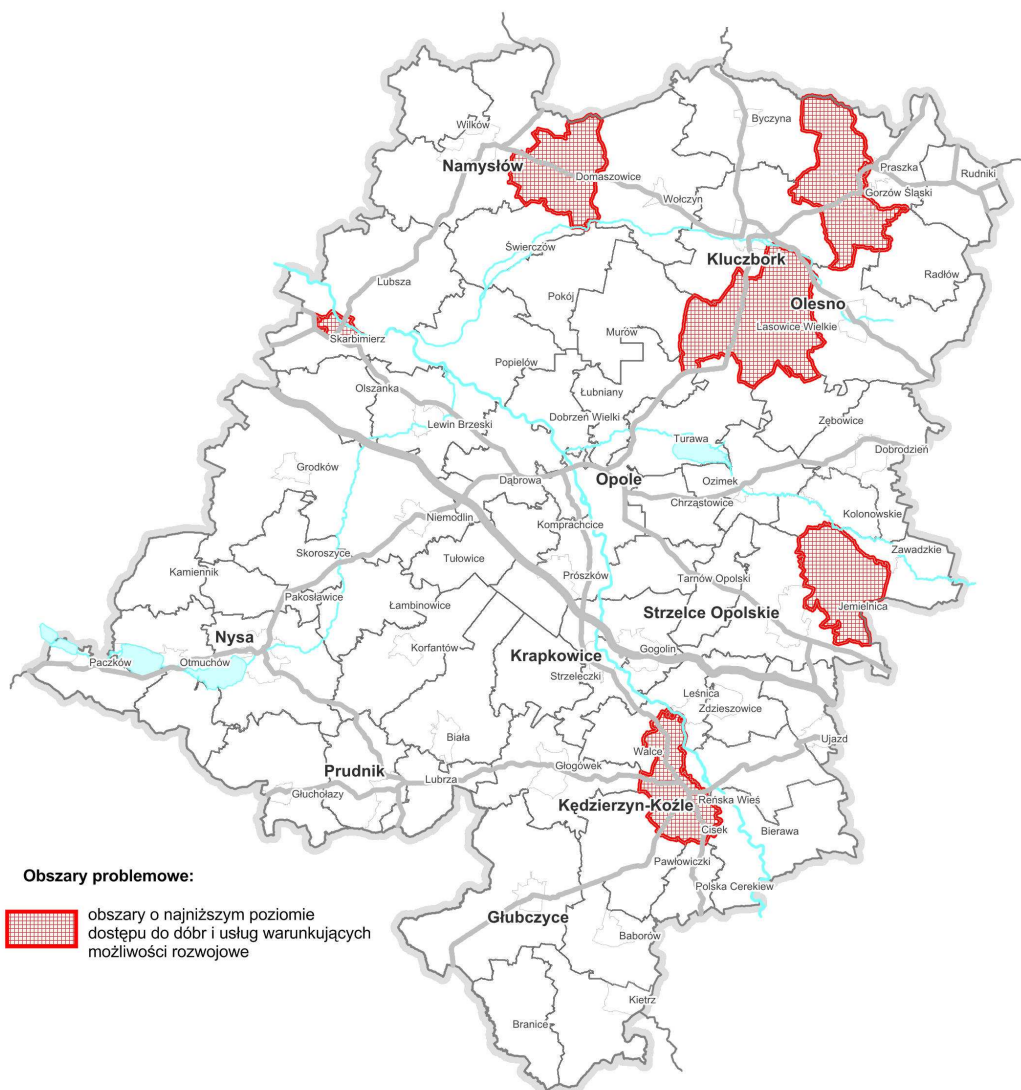 Byczyna
Wilków
Namysłów
Praszka
Rudniki
Domaszowice
Gorzów Śląski
Wołczyn
Świerczów
Kluczbork
Radłów
Lubsza
Pokój
Olesno
Skarbimierz
Murów
Lasowice Wielkie
Popielów
Olszanka
Łubniany
Dobrzeń Wielki
Lewin Brzeski
Zębowice
Turawa
Dobrodzień
Grodków
Dąbrowa
Opole
Ozimek
Chrząstowice
Niemodlin
Komprachcice
Kolonowskie
Skoroszyce
Zawadzkie
Tułowice
Kamiennik
Prószków
Tarnów Opolski
Pakosławice
Łambinowice
Strzelce Opolskie
Jemielnica
Nysa
Korfantów
Krapkowice
Gogolin
Paczków
Otmuchów
Strzeleczki
Leśnica
Zdzieszowice
Biała
Walce
Ujazd
Prudnik
Lubrza
Głogówek
Głuchołazy
Kędzierzyn-Koźle
Reńska Wieś
Cisek
Bierawa
Pawłowiczki
Polska Cerekiew
Głubczyce
Baborów
Kietrz
Branice
Obszary problemowe:
obszary o najniższym poziomie
dostępu do dóbr i usług warunkujących
możliwości rozwojowe